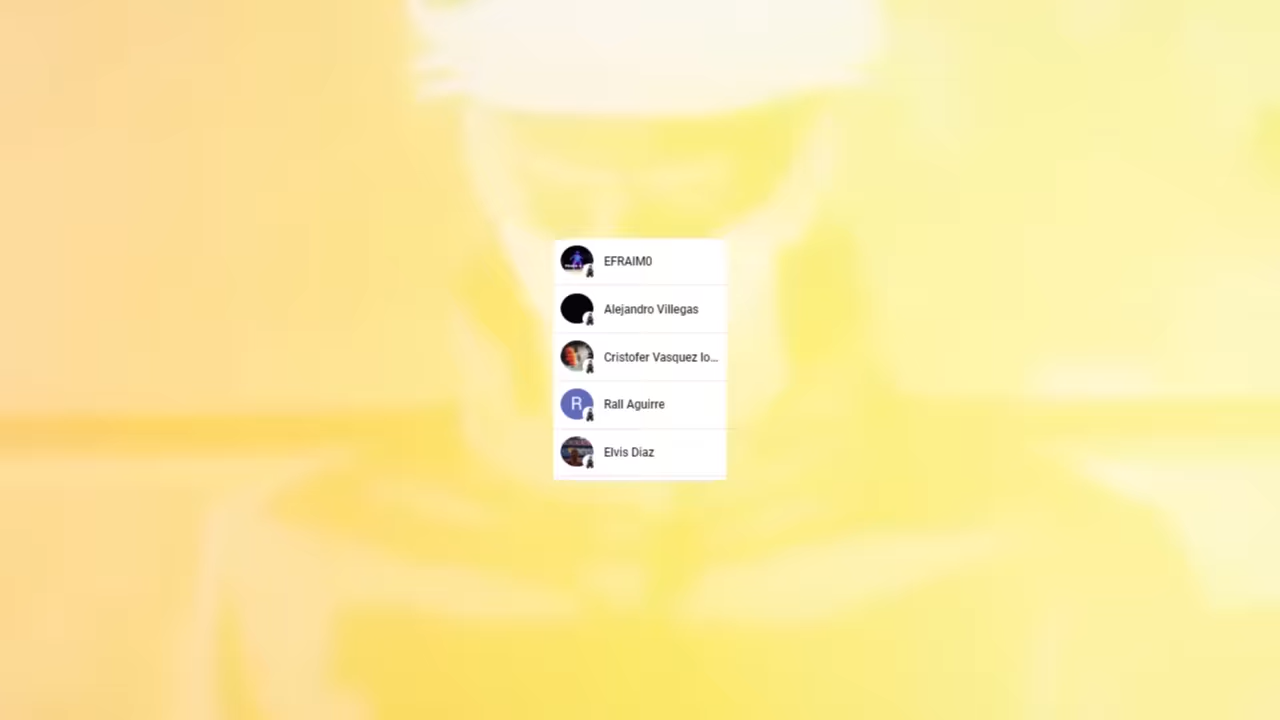 EFRAIM0
Alejandro Villegas
Cristofer Vasquez lo...
R
Rall Aguirre
Elvis Diaz